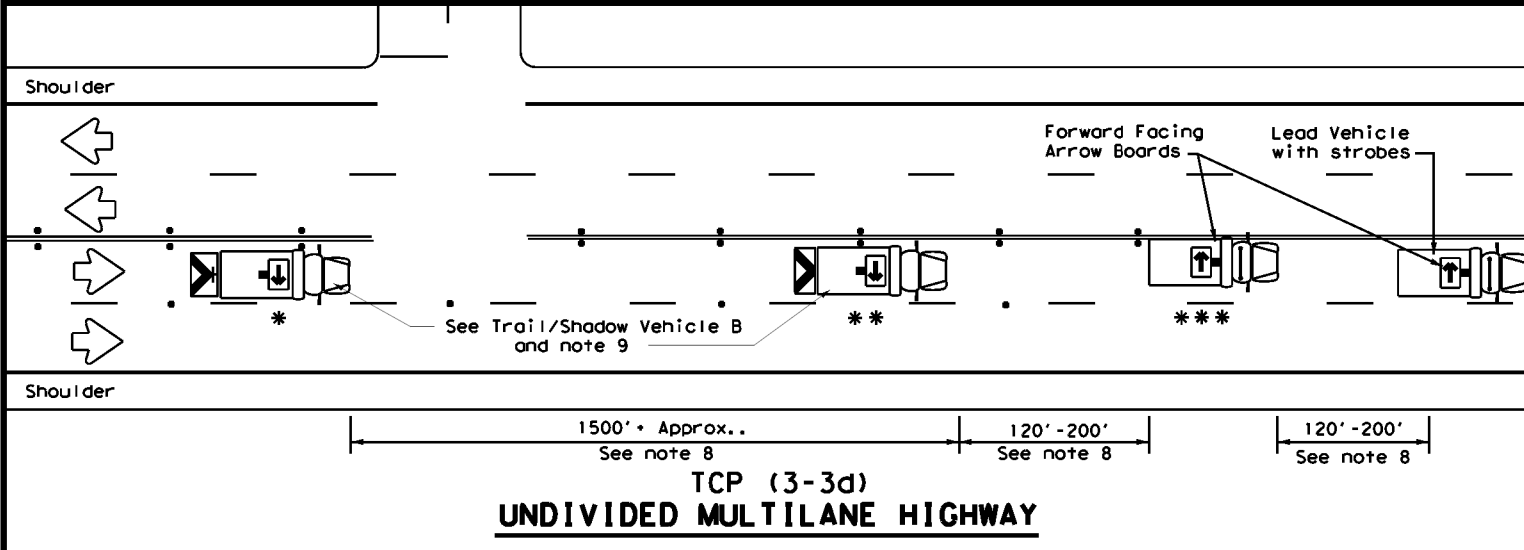 Shoulder
Forward Facing
Arrow Boards
Lead Vehicle
with strobes
*
**
***
See Trail/Shadow Vehicle B
and note 9
Shoulder
1500'+ Approx..
See note 8
120'-200'
See note 8
120'-200'
See note 8
TCP (3-3d)
UNDIVIDED MULTILANE HIGHWAY